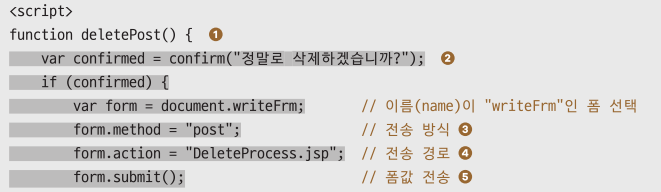 <script>
function deletePost() { ❶
    var confirmed = confirm("정말로 삭제하겠습니까?"); ❷
    if (confirmed) {
        var form = document.writeFrm;       // 이름(name)이 "writeFrm"인 폼 선택
        form.method = "post";               // 전송 방식 ❸
        form.action = "DeleteProcess.jsp";  // 전송 경로 ❹
        form.submit();                      // 폼값 전송 ❺